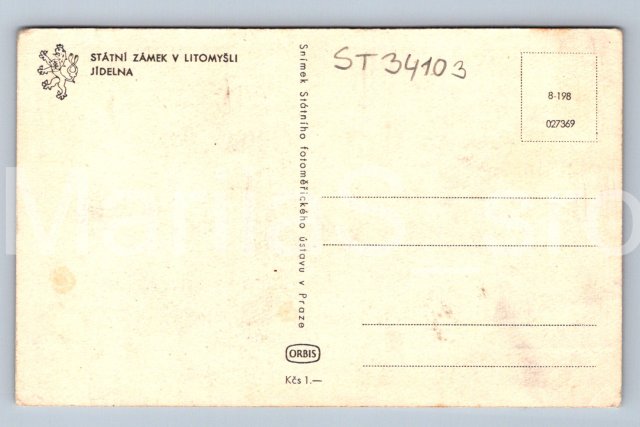 STÁTNÍ ZÁMEK V LITOMYŠLI
JÍDELNA
Snímek Státního fotoměřického ústavu v Praze
ST 34103
8-198
027369
ORBIS
Kčs 1.—